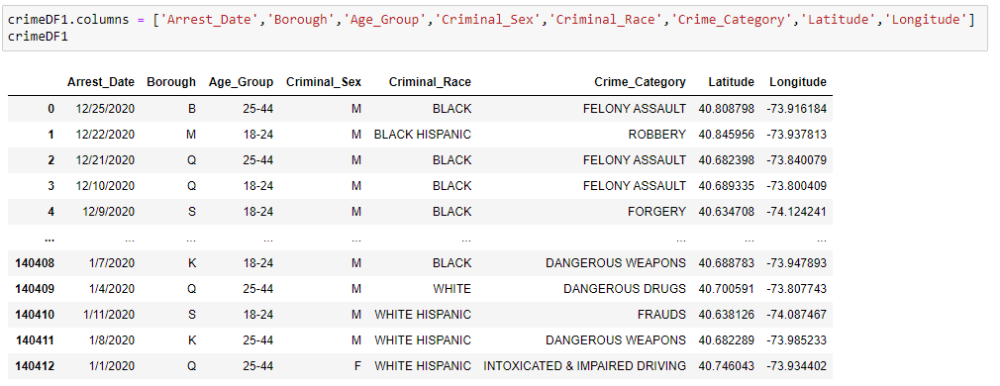 crimeDF1.columns = ['Arrest_Date','Borough','Age_Group','Criminal_Sex','Criminal_Race','Crime_Category','Latitude','Longitude']
crimeDF1
Arrest_Date Borough Age_Group Criminal_Sex Criminal_Race Crime_Category Latitude Longitude
0 12/25/2020 B 25-44 M BLACK FELONY ASSAULT 40.808798 -73.916184
1 12/22/2020 M 18-24 M BLACK HISPANIC ROBBERY 40.845956 -73.937813
2 12/21/2020 Q 25-44 M BLACK FELONY ASSAULT 40.682398 -73.840079
3 12/10/2020 Q 18-24 M BLACK FELONY ASSAULT 40.689335 -73.800409
4 12/9/2020 S 18-24 M BLACK FORGERY 40.634708 -74.124241
... ... ... ... ... ... ... ... ...
140408 1/7/2020 K 18-24 M BLACK DANGEROUS WEAPONS 40.688783 -73.947893
140409 1/4/2020 Q 25-44 M WHITE DANGEROUS DRUGS 40.700591 -73.807743
140410 1/11/2020 S 18-24 M WHITE HISPANIC FRAUDS 40.638126 -74.087467
140411 1/8/2020 K 25-44 M WHITE HISPANIC DANGEROUS WEAPONS 40.682289 -73.985233
140412 1/1/2020 Q 25-44 F WHITE HISPANIC INTOXICATED & IMPAIRED DRIVING 40.746043 -73.934402